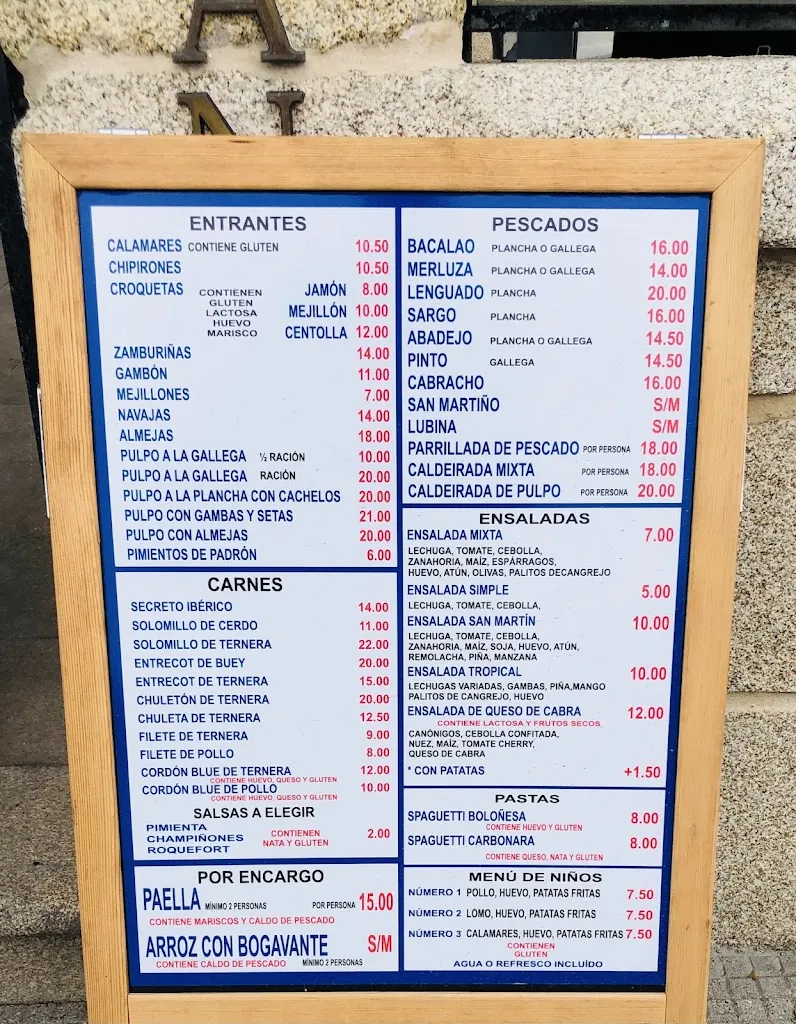 A
N
ENTRANTES
CALAMARES CONTIENE GLUTEN 10.50
CHIPIRONES 10.50
CROQUETAS CONTIENEN GLUTEN LACTOSA HUEVO MARISCO
JAMÓN 8.00
MEJILLÓN 10.00
CENTOLLA 12.00
ZAMBURIÑAS 14.00
GAMBÓN 11.00
MEJILLONES 7.00
NAVAJAS 14.00
ALMEJAS 18.00
PULPO A LA GALLEGA ½ RACIÓN 10.00
PULPO A LA GALLEGA RACIÓN 20.00
PULPO A LA PLANCHA CON CACHELOS 20.00
PULPO CON GAMBAS Y SETAS 21.00
PULPO CON ALMEJAS 20.00
PIMIENTOS DE PADRÓN 6.00
CARNES
SECRETO IBÉRICO 14.00
SOLOMILLO DE CERDO 11.00
SOLOMILLO DE TERNERA 22.00
ENTRECOT DE BUEY 20.00
ENTRECOT DE TERNERA 15.00
CHULETÓN DE TERNERA 20.00
CHULETA DE TERNERA 12.50
FILETE DE TERNERA 9.00
FILETE DE POLLO 8.00
CORDÓN BLUE DE TERNERA 12.00
CONTIENE HUEVO, QUESO Y GLUTEN
CORDÓN BLUE DE POLLO 10.00
CONTIENE HUEVO, QUESO Y GLUTEN
SALSAS A ELEGIR
PIMIENTA
CHAMPIÑONES
ROQUEFORT
CONTIENEN
NATA Y GLUTEN
2.00
POR ENCARGO
PAELLA MÍNIMO 2 PERSONAS POR PERSONA 15.00
CONTIENE MARISCOS Y CALDO DE PESCADO
ARROZ CON BOGAVANTE S/M
CONTIENE CALDO DE PESCADO MÍNIMO 2 PERSONAS
PESCADOS
BACALAO PLANCHA O GALLEGA 16.00
MERLUZA PLANCHA O GALLEGA 14.00
LENGUADO PLANCHA 20.00
SARGO PLANCHA 16.00
ABADEJO PLANCHA O GALLEGA 14.50
PINTO GALLEGA 14.50
CABRACHO 16.00
SAN MARTIÑO S/M
LUBINA S/M
PARRILLADA DE PESCADO POR PERSONA 18.00
CALDEIRADA MIXTA POR PERSONA 18.00
CALDEIRADA DE PULPO POR PERSONA 20.00
ENSALADAS
ENSALADA MIXTA 7.00
LECHUGA, TOMATE, CEBOLLA,
ZANAHORIA, MAÍZ, ESPÁRRAGOS,
HUEVO, ATÚN, OLIVAS, PALITOS DECANGREJO
ENSALADA SIMPLE 5.00
LECHUGA, TOMATE, CEBOLLA,
ENSALADA SAN MARTÍN 10.00
LECHUGA, TOMATE, CEBOLLA,
ZANAHORIA, MAÍZ, SOJA, HUEVO, ATÚN,
REMOLACHA, PIÑA, MANZANA
ENSALADA TROPICAL 10.00
LECHUGAS VARIADAS, GAMBAS, PIÑA,MANGO
PALITOS DE CANGREJO, HUEVO
ENSALADA DE QUESO DE CABRA 12.00
CONTIENE LACTOSA Y FRUTOS SECOS
CANÓNIGOS, CEBOLLA CONFITADA,
NUEZ, MAÍZ, TOMATE CHERRY,
QUESO DE CABRA
* CON PATATAS +1.50
PASTAS
SPAGUETTI BOLOÑESA 8.00
CONTIENE HUEVO Y GLUTEN
SPAGUETTI CARBONARA 8.00
CONTIENE QUESO, NATA Y GLUTEN
MENÚ DE NIÑOS
NÚMERO 1 POLLO, HUEVO, PATATAS FRITAS 7.50
NÚMERO 2 LOMO, HUEVO, PATATAS FRITAS 7.50
NÚMERO 3 CALAMARES, HUEVO, PATATAS FRITAS 7.50
CONTIENEN
GLUTEN
AGUA O REFRESCO INCLUÍDO